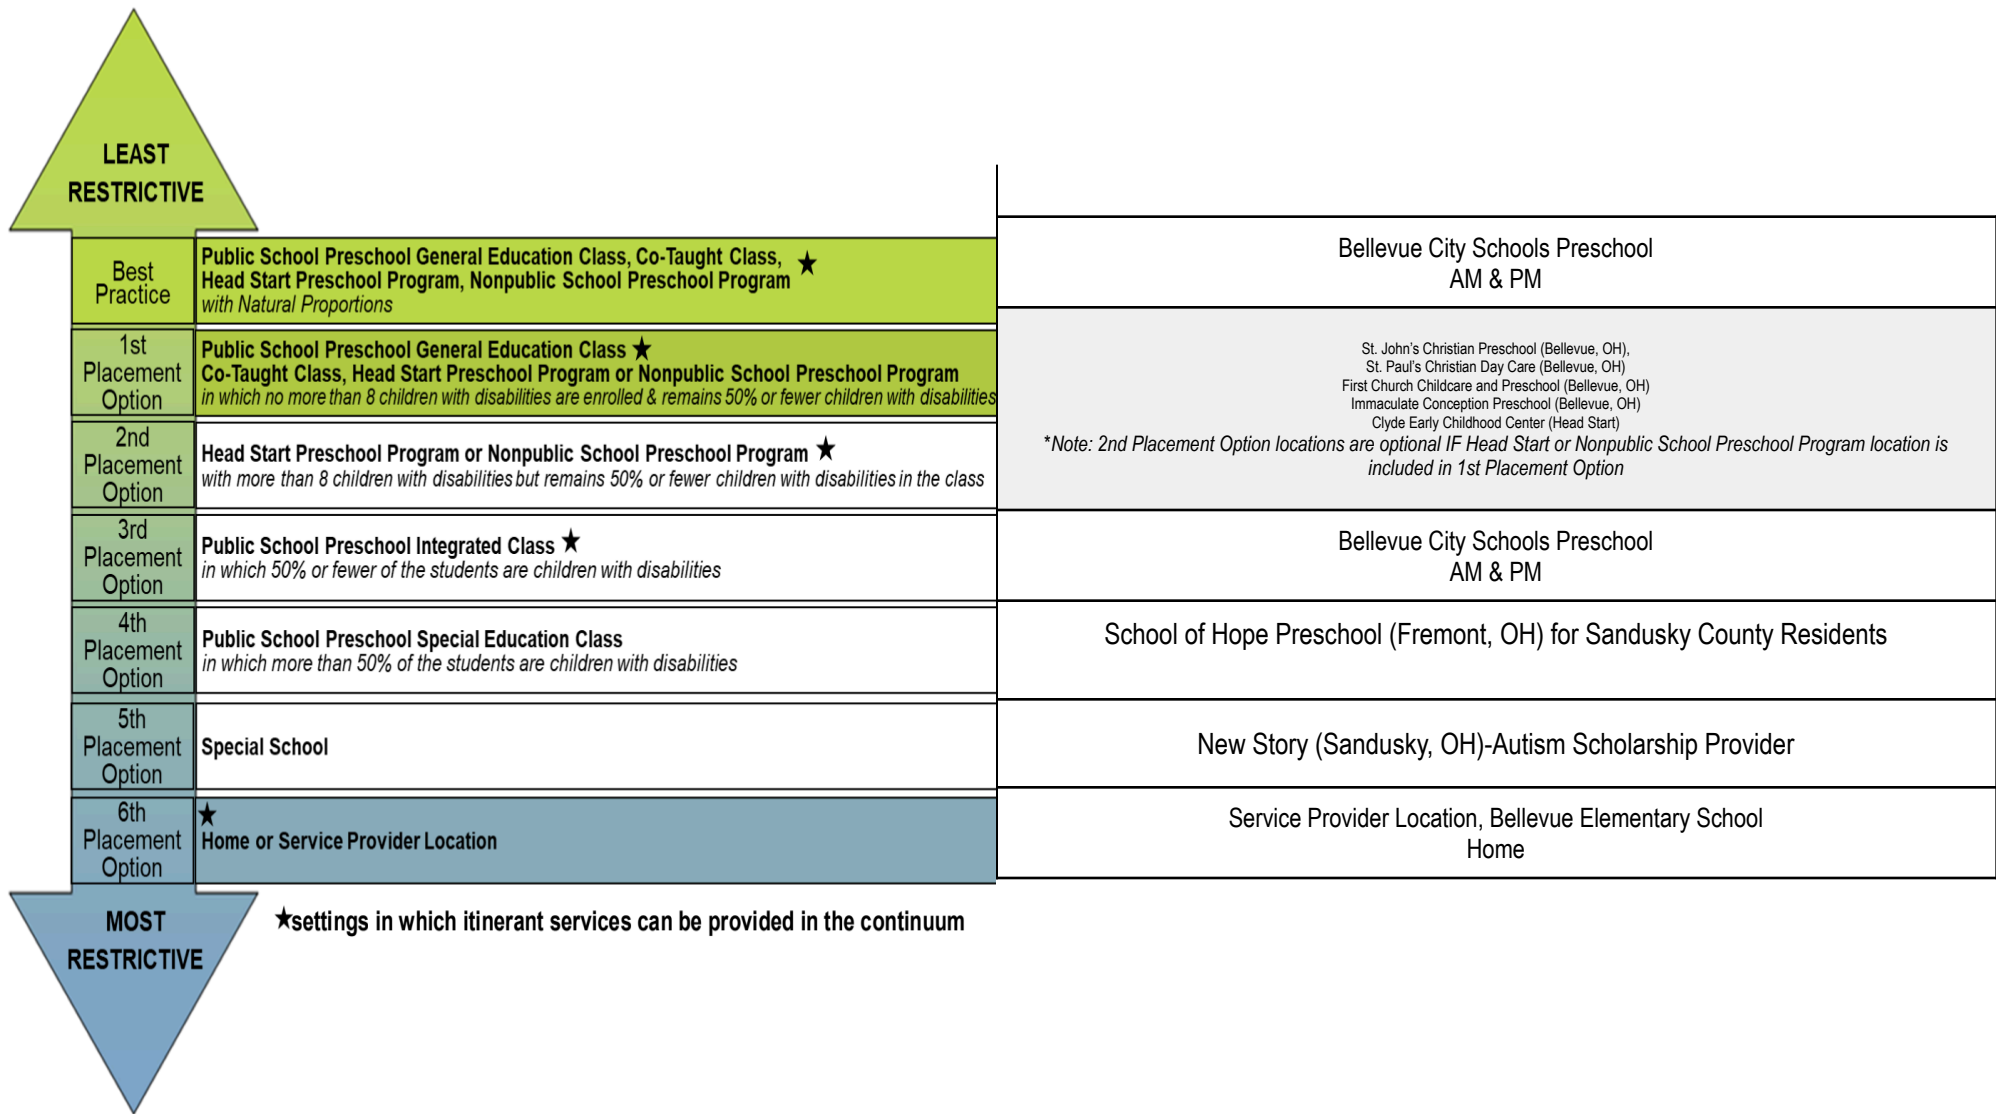 LEAST
RESTRICTIVE
Best
Practice
Public School Preschool General Education Class, Co-Taught Class, ★
Head Start Preschool Program, Nonpublic School Preschool Program
with Natural Proportions
Bellevue City Schools Preschool
AM & PM
1st
Placement
Option
Public School Preschool General Education Class ★
Co-Taught Class, Head Start Preschool Program or Nonpublic School Preschool Program
in which no more than 8 children with disabilities are enrolled & remains 50% or fewer children with disabilities
St. John's Christian Preschool (Bellevue, OH),
St. Paul's Christian Day Care (Bellevue, OH)
First Church Childcare and Preschool (Bellevue, OH)
Immaculate Conception Preschool (Bellevue, OH)
Clyde Early Childhood Center (Head Start)
*Note: 2nd Placement Option locations are optional IF Head Start or Nonpublic School Preschool Program location is
included in 1st Placement Option
2nd
Placement
Option
Head Start Preschool Program or Nonpublic School Preschool Program ★
with more than 8 children with disabilities but remains 50% or fewer children with disabilities in the class
3rd
Placement
Option
Public School Preschool Integrated Class ★
in which 50% or fewer of the students are children with disabilities
Bellevue City Schools Preschool
AM & PM
4th
Placement
Option
Public School Preschool Special Education Class
in which more than 50% of the students are children with disabilities
School of Hope Preschool (Fremont, OH) for Sandusky County Residents
5th
Placement
Option
Special School
New Story (Sandusky, OH)-Autism Scholarship Provider
6th
Placement
Option
★
Home or Service Provider Location
Service Provider Location, Bellevue Elementary School
Home
MOST
RESTRICTIVE
★settings in which itinerant services can be provided in the continuum